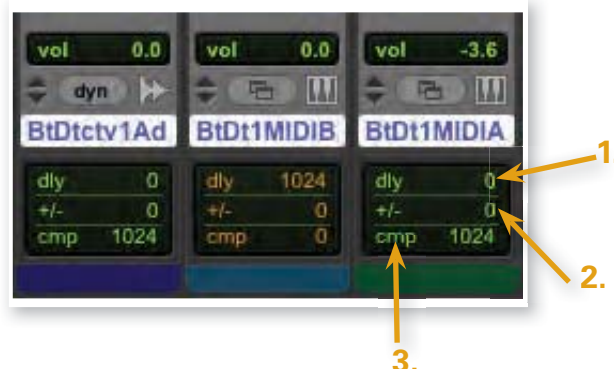 vol 0.0 vol 0.0 vol -3.6
dyn
BtDtctv1Ad BtDt1MIDIB BtDt1MIDIA
dly 0 dly 1024 dly 0
+/- 0 +/- 0 +/- 0
cmp 1024 cmp 0 cmp 1024
1
2.
3.